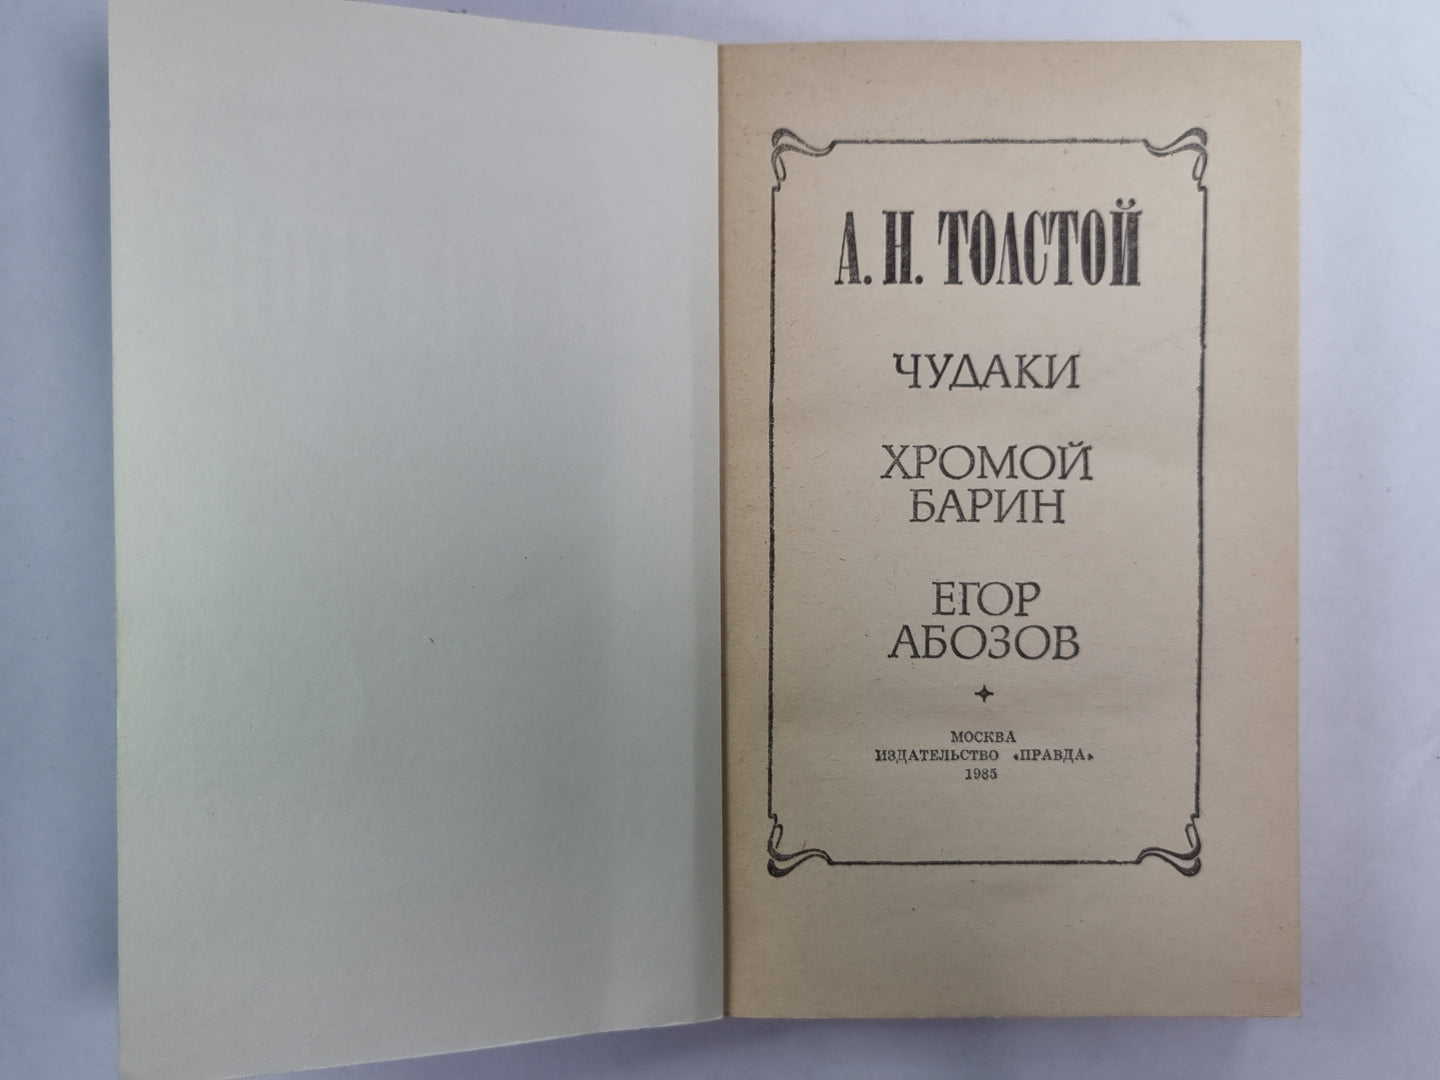 А. Н. ТОЛСТОЙ
ЧУДАКИ
ХРОМОЙ
БАРИН
ЕГОР
АБОЗОВ
МОСКВА
ИЗДАТЕЛЬСТВО «ПРАВДА»
1985